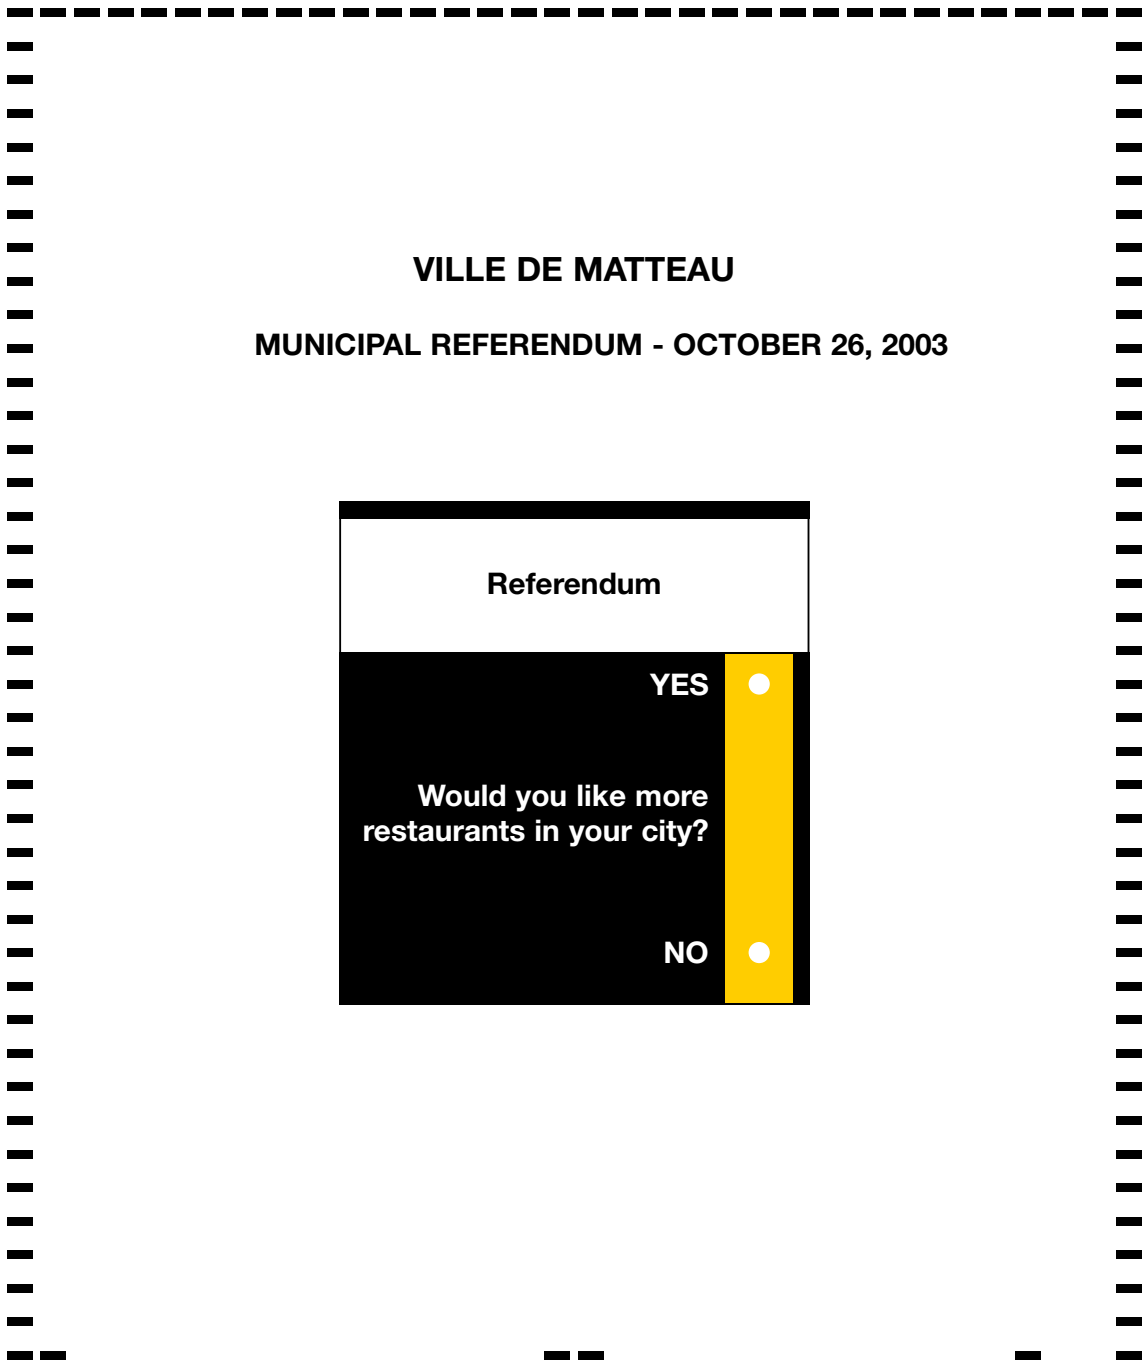 VILLE DE MATTEAU
MUNICIPAL REFERENDUM - OCTOBER 26, 2003
Referendum
YES
Would you like more
restaurants in your city?
NO